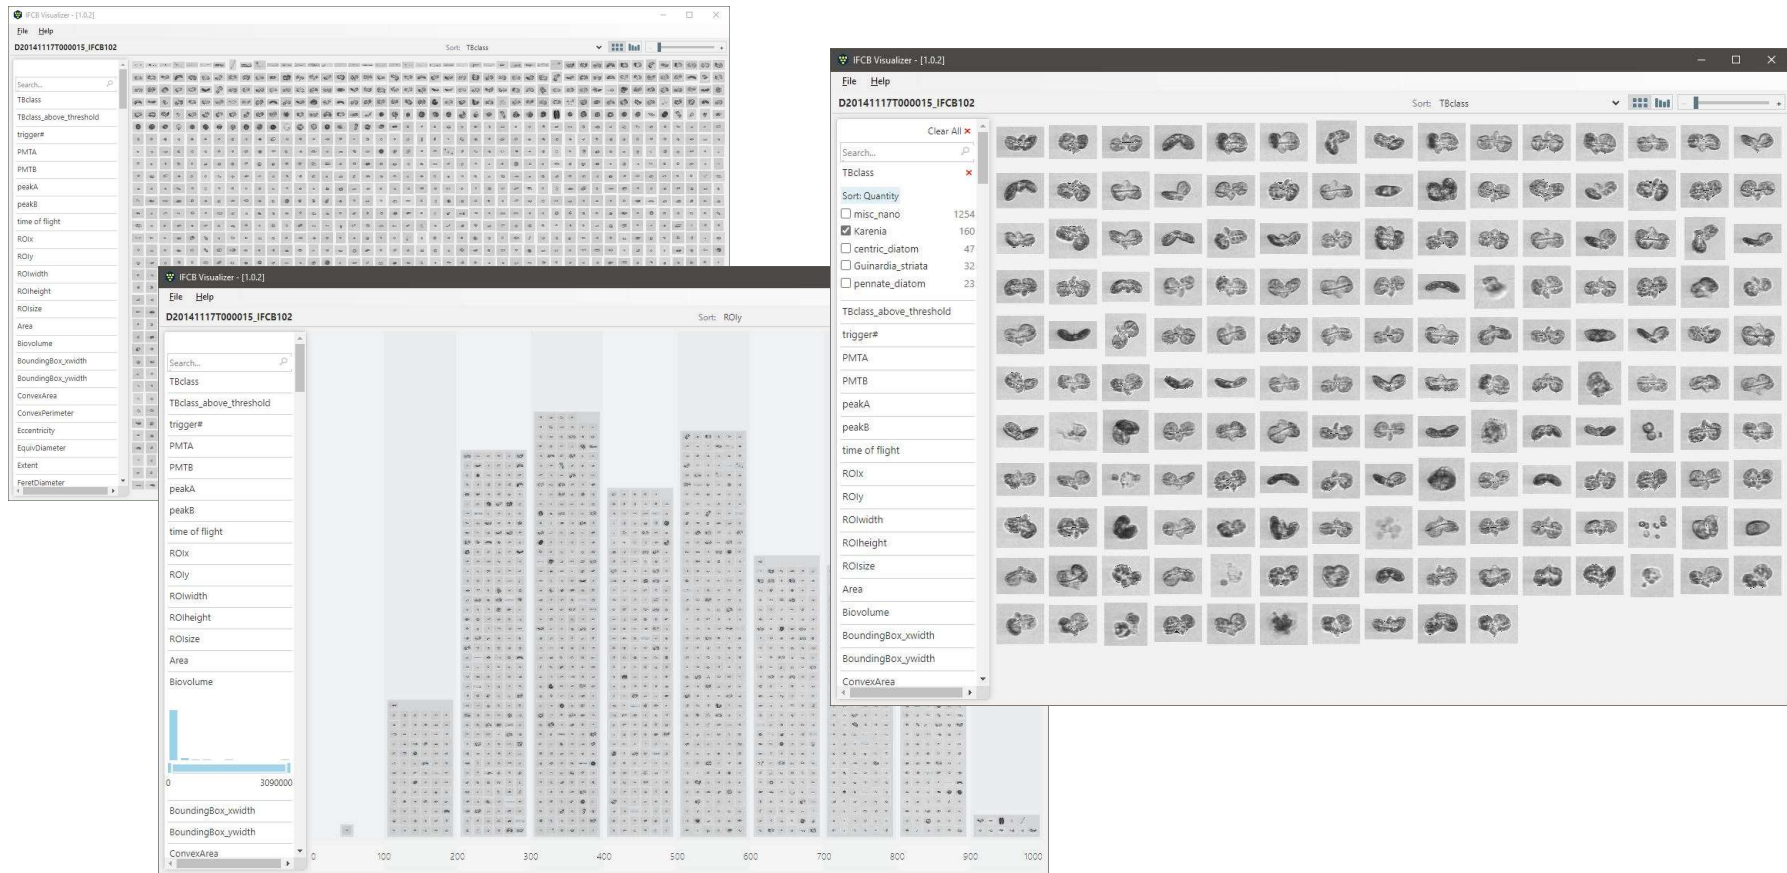 IFCB Visualizer - [1.0.2]
File Help
D20141117T000015_IFCB102
Sort: TBclass
Search...
TBclass
TBclass_above_threshold
trigger#
PMTA
PMTB
peakA
peakB
time of flight
ROIx
ROIy
ROIwidth
ROIheight
ROIsize
Area
Biovolume
BoundingBox_xwidth
BoundingBox_ywidth
ConvexArea
ConvexPerimeter
Eccentricity
EquivDiameter
Extent
FeretDiameter
IFCB Visualizer - [1.0.2]
File Help
D20141117T000015_IFCB102
Sort: ROIy
Search...
TBclass
TBclass_above_threshold
trigger#
PMTA
PMTB
peakA
peakB
time of flight
ROIx
ROIy
ROIwidth
ROIheight
ROIsize
Area
Biovolume
0 3090000
BoundingBox_xwidth
BoundingBox_ywidth
ConvexArea
0 100 200 300 400 500 600 700 800 900 1000
IFCB Visualizer - [1.0.2]
File Help
D20141117T000015_IFCB102
Sort: TBclass
Clear All ×
Search...
TBclass ×
Sort: Quantity
misc_nano 1254
Karenia 160
centric_diatom 47
Guinardia_striata 32
pennate_diatom 23
TBclass_above_threshold
trigger#
PMTA
PMTB
peakA
peakB
time of flight
ROIx
ROIy
ROIwidth
ROIheight
ROIsize
Area
Biovolume
BoundingBox_xwidth
BoundingBox_ywidth
ConvexArea